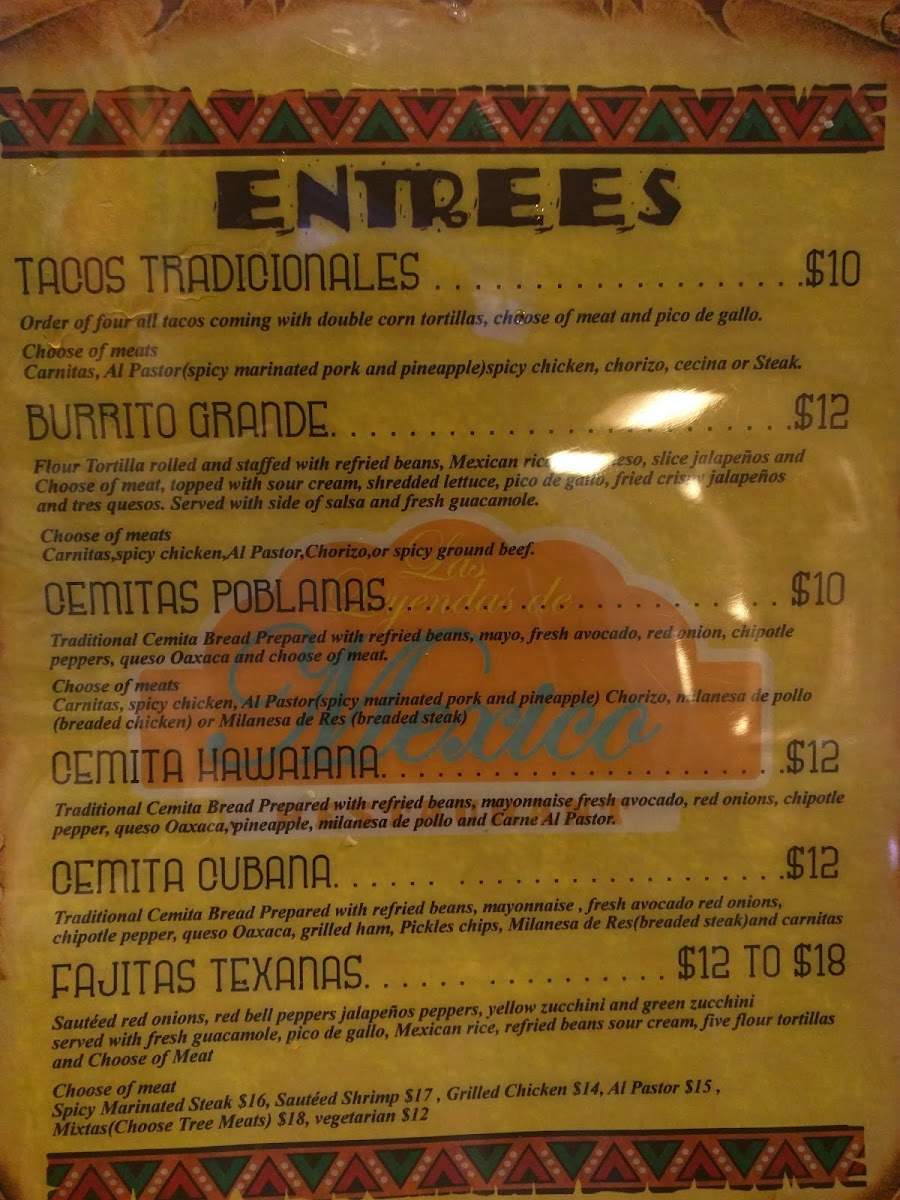 ENTREES
TACOS TRADICIONALES . . . . . . . . . . . . . . . . . . . .$10
Order of four all tacos coming with double corn tortillas, choose of meat and pico de gallo.
Choose of meats
Carnitas, Al Pastor(spicy marinated pork and pineapple)spicy chicken, chorizo, cecina or Steak.
BURRITO GRANDE. . . . . . . . . . . . . . . . . . . . . . . . .$12
Flour Tortilla rolled and staffed with refried beans, Mexican slice jalapeños and
Choose of meat, topped with sour cream, shredded lettuce, pico de gallo, fried crispy jalapeños
and tres quesos. Served with side of salsa and fresh guacamole.
Choose of meats
Carnitas,spicy chicken,Al Pastor,Chorizo,or spicy ground beef.
Las
Leyendas de
Mexico
CEMITAS POBLANAS. . . . . . . . . . . . . . . . . . . . . $10
Traditional Cemita Bread Prepared with refried beans, mayo, fresh avocado, red onion, chipotle
peppers, queso Oaxaca and choose of meat.
Choose of meats
Carnitas, spicy chicken, Al Pastor(spicy marinated pork and pineapple) Chorizo, milanesa de pollo
(breaded chicken) or Milanesa de Res (breaded steak)
CEMITA HAWAIANA. . . . . . . . . . . . . . . . . . . . . .$12
Traditional Cemita Bread Prepared with refried beans, mayonnaise fresh avocado, red onions, chipotle
pepper, queso Oaxaca, pineapple, milanesa de pollo and Carne Al Pastor.
CEMITA CUBANA. . . . . . . . . . . . . . . . . . . . . . . .$12
Traditional Cemita Bread Prepared with refried beans, mayonnaise , fresh avocado red onions,
chipotle pepper, queso Oaxaca, grilled ham, Pickles chips, Milanesa de Res(breaded steak)and carnitas
FAJITAS TEXANAS. . . . . . . . . . . . . . . . $12 TO $18
Sautéed red onions, red bell peppers jalapeños peppers, yellow zucchini and green zucchini
served with fresh guacamole, pico de gallo, Mexican rice, refried beans sour cream, five flour tortillas
and Choose of Meat
Choose of meat
Spicy Marinated Steak $16, Sautéed Shrimp $17 , Grilled Chicken $14, Al Pastor $15 ,
Mixtas(Choose Tree Meats) $18, vegetarian $12